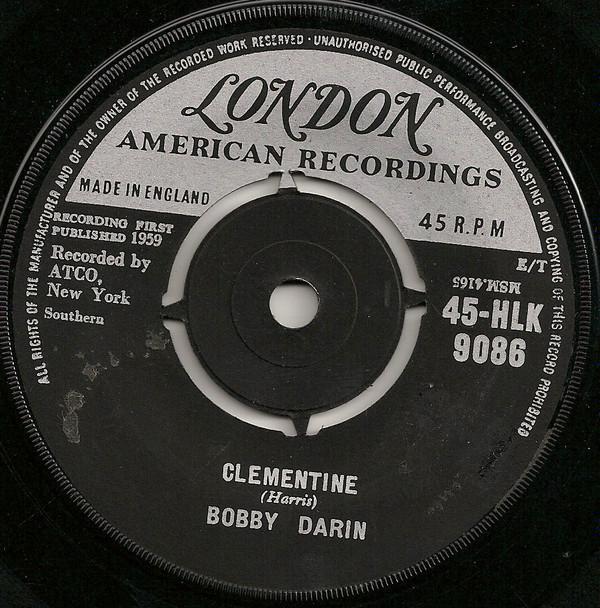 ALL RIGHTS OF THE MANUFACTURER AND OF THE OWNER OF THE RECORDED WORK RESERVED · UNAUTHORISED PUBLIC PERFORMANCE BROADCASTING AND COPYING OF THIS RECORD PROHIBITED
LONDON
AMERICAN RECORDINGS
MADE IN ENGLAND
45 R.P.M
RECORDING FIRST
PUBLISHED 1959
Recorded by
ATCO,
New York
Southern
E/T
MSM.4165
45-HLK
9086
CLEMENTINE
(Harris)
BOBBY DARIN